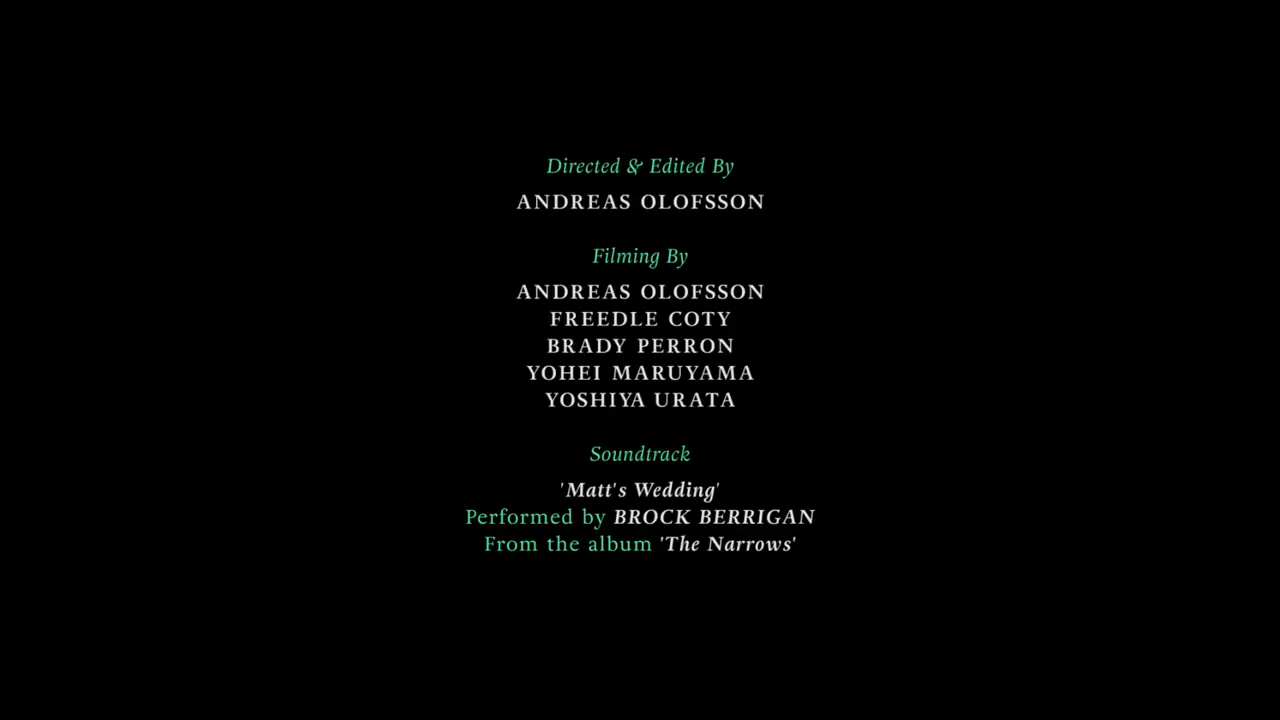 Directed & Edited By
ANDREAS OLOFSSON
Filming By
ANDREAS OLOFSSON
FREEDLE COTY
BRADY PERRON
YOHEI MARUYAMA
YOSHIYA URATA
Soundtrack
'Matt's Wedding'
Performed by BROCK BERRIGAN
From the album 'The Narrows'